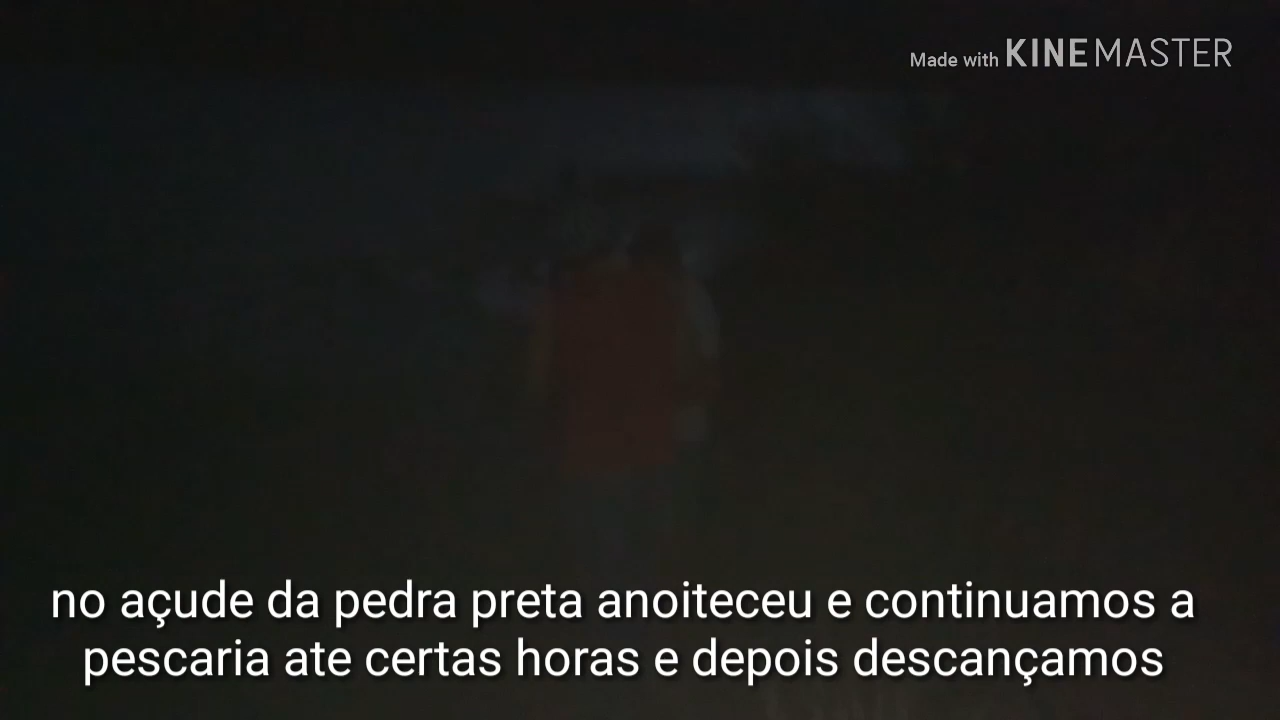 Made with KINEMASTER
no açude da pedra preta anoiteceu e continuamos a
pescaria ate certas horas e depois descançamos